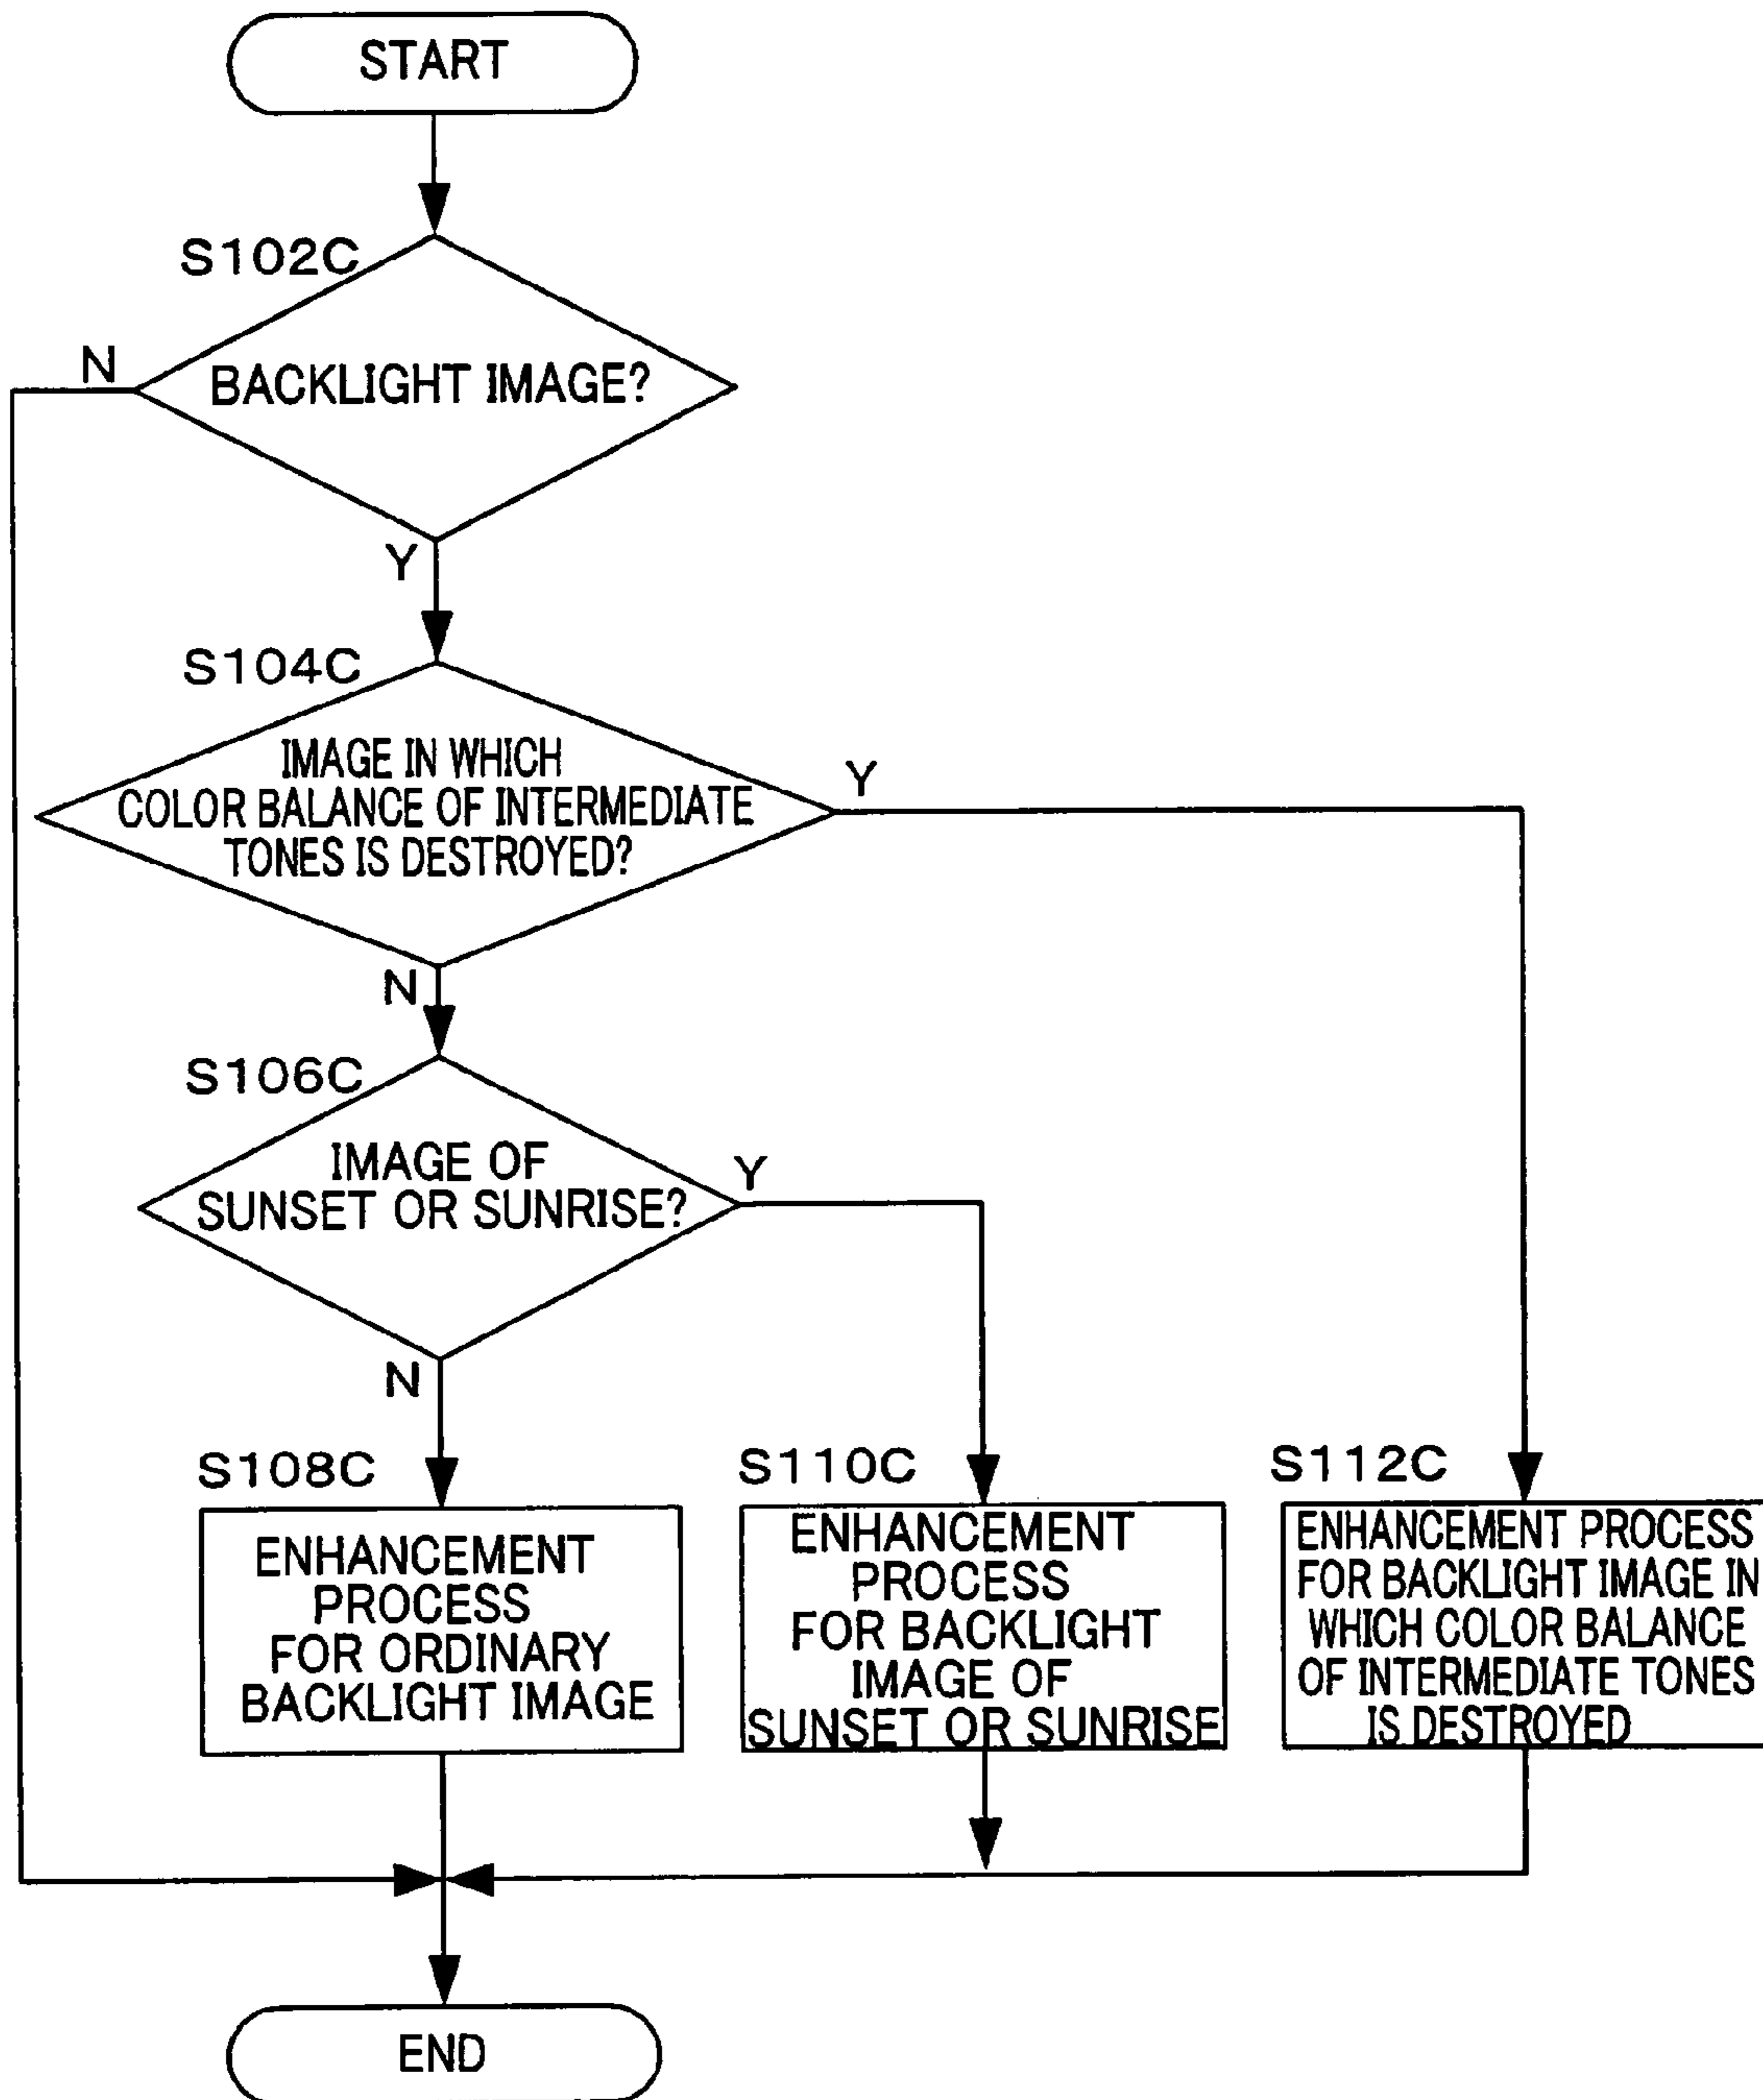 START
S102C
N
BACKLIGHT IMAGE?
Y
S104C
IMAGE IN WHICH
COLOR BALANCE OF INTERMEDIATE
TONES IS DESTROYED?
Y
N
S106C
IMAGE OF
SUNSET OR SUNRISE?
Y
N
S108C
ENHANCEMENT
PROCESS
FOR ORDINARY
BACKLIGHT IMAGE
S110C
ENHANCEMENT
PROCESS
FOR BACKLIGHT
IMAGE OF
SUNSET OR SUNRISE
S112C
ENHANCEMENT PROCESS
FOR BACKLIGHT IMAGE IN
WHICH COLOR BALANCE
OF INTERMEDIATE TONES
IS DESTROYED
END